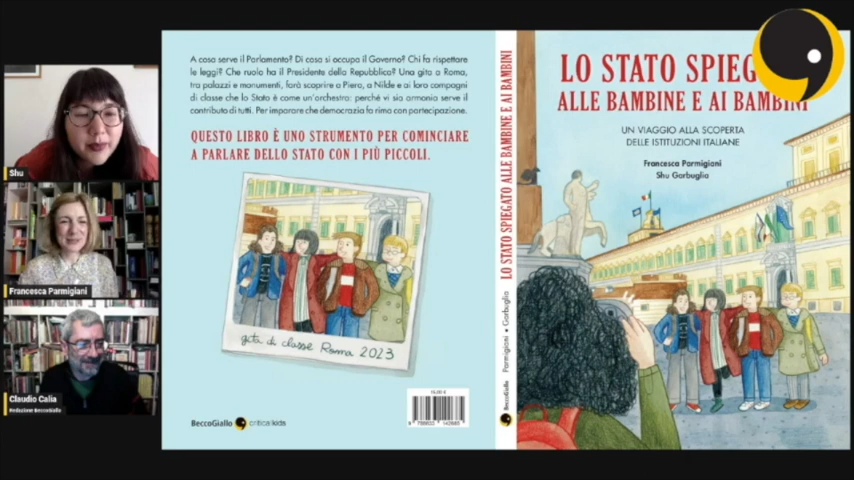 Shu
Francesca Parmigiani
Claudio Calia
Redazione BeccoGiallo
A cosa serve il Parlamento? Di cosa si occupa il Governo? Chi fa rispettare
le leggi? Che ruolo ha il Presidente della Repubblica? Una gita a Roma,
tra palazzi e monumenti, farà scoprire a Piero, a Nilde e ai loro compagni
di classe che lo Stato è come un'orchestra: perché vi sia armonia serve il
contributo di tutti. Per imparare che democrazia fa rima con partecipazione.
QUESTO LIBRO È UNO STRUMENTO PER COMINCIARE
A PARLARE DELLO STATO CON I PIÙ PICCOLI.
gita di classe Roma 2023
BeccoGiallo
critical kids
LO STATO SPIEGATO ALLE BAMBINE E AI BAMBINI
Parmigiani • Garbuglia
BeccoGiallo
LO STATO SPIEGA
ALLE BAMBINE E AI BAMBINI
UN VIAGGIO ALLA SCOPERTA
DELLE ISTITUZIONI ITALIANE
Francesca Parmigiani
Shu Garbuglia